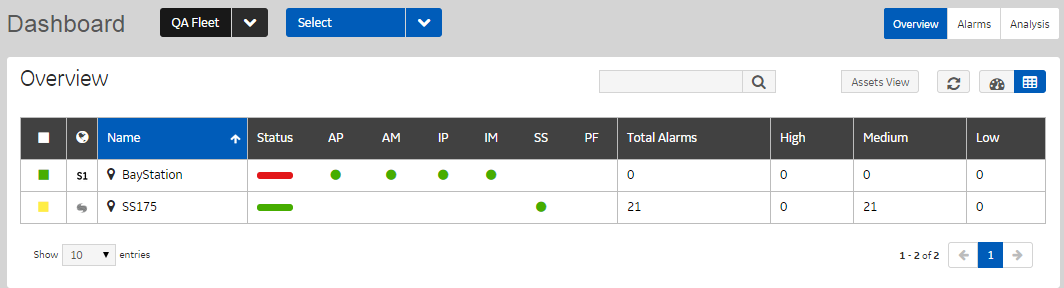 Dashboard QA Fleet Select Overview Alarms Analysis
Overview Assets View
Name Status AP AM IP IM SS PF Total Alarms High Medium Low
S1 BayStation 0 0 0 0
SS175 21 0 21 0
Show 10 entries 1 - 2 of 2 1